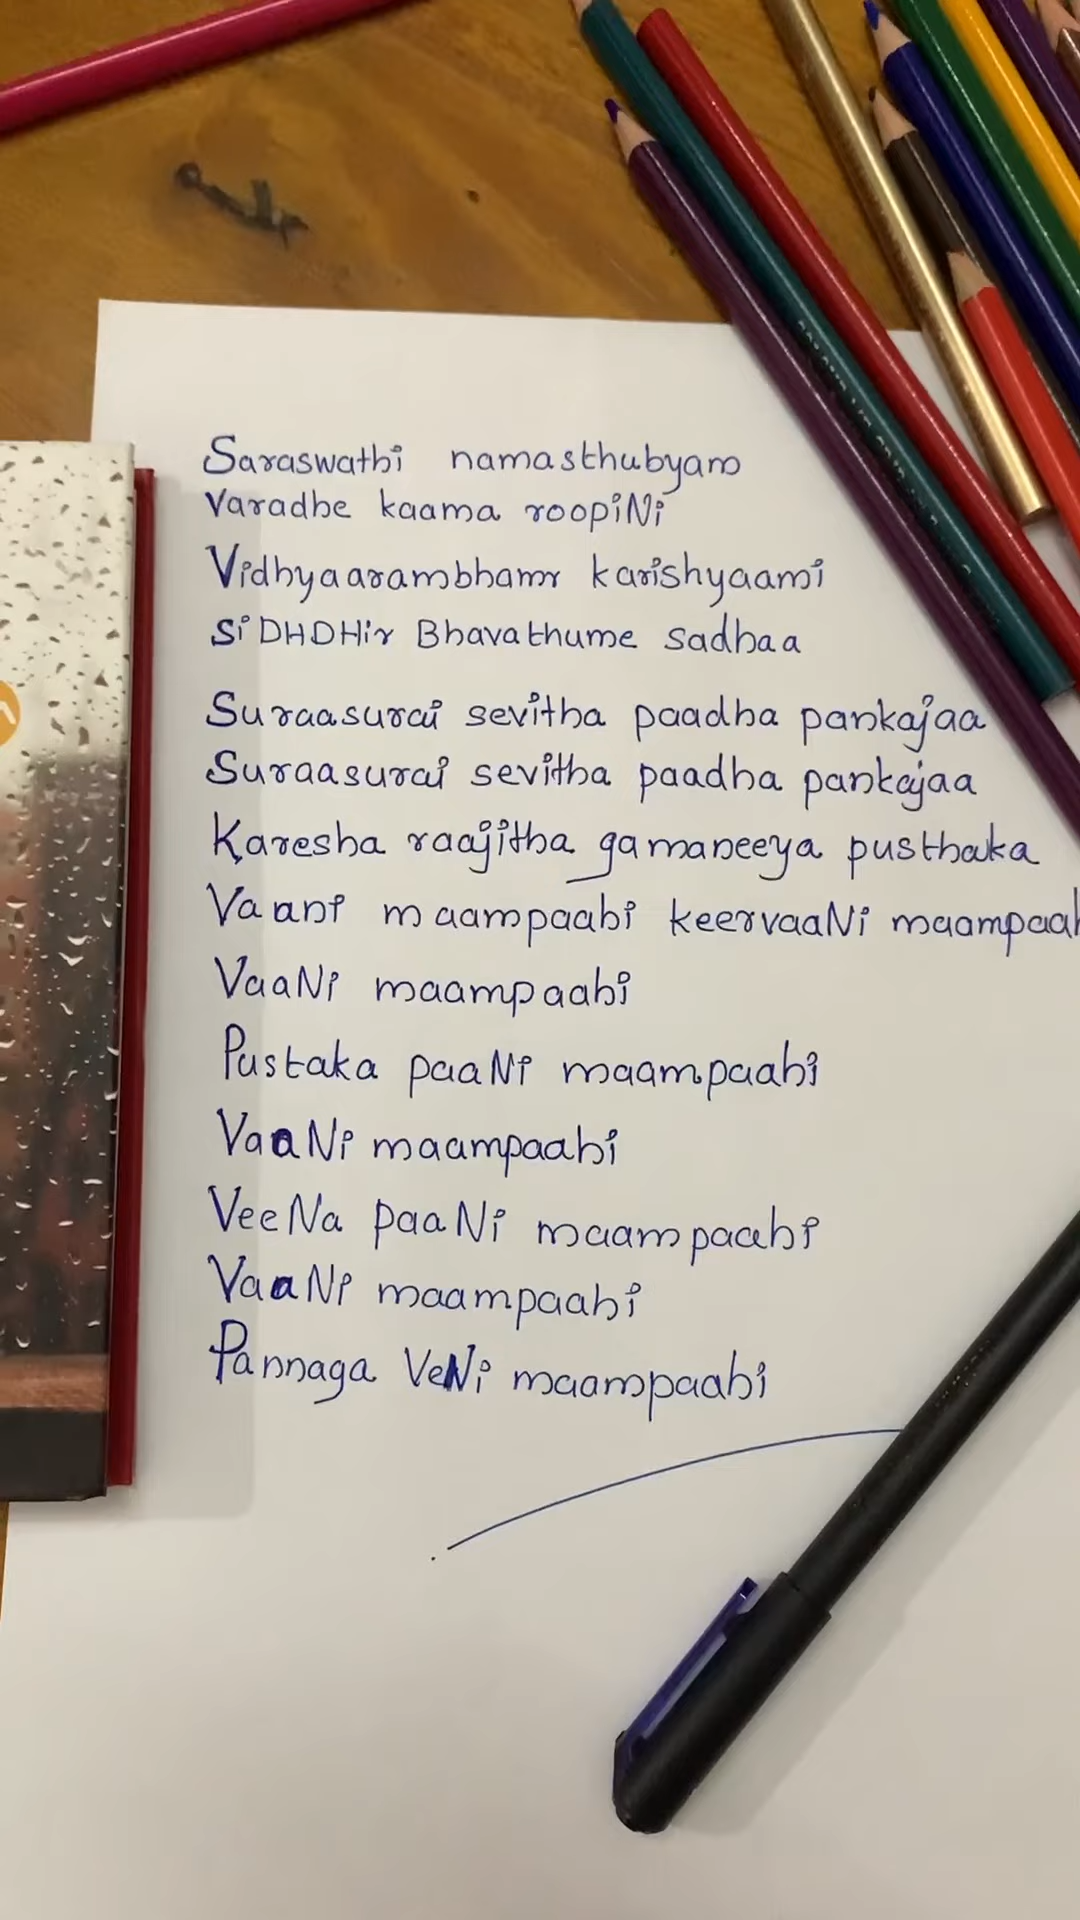 Saraswathi namasthubyam
Varadhe kaama roopiNi
Vidhyaarambham karishyaami
SiDHDHir Bhavathume sadhaa
Suraasurai sevitha paadha pankajaa
Suraasurai sevitha paadha pankajaa
Karesha raajitha gamaneeya pusthaka
Vaani maampaahi keervaaNi maampaah
VaaNi maampaahi
Pustaka paaNi maampaahi
VaaNi maampaahi
VeeNa paaNi maampaahi
VaaNi maampaahi
Pannaga VeNi maampaahi